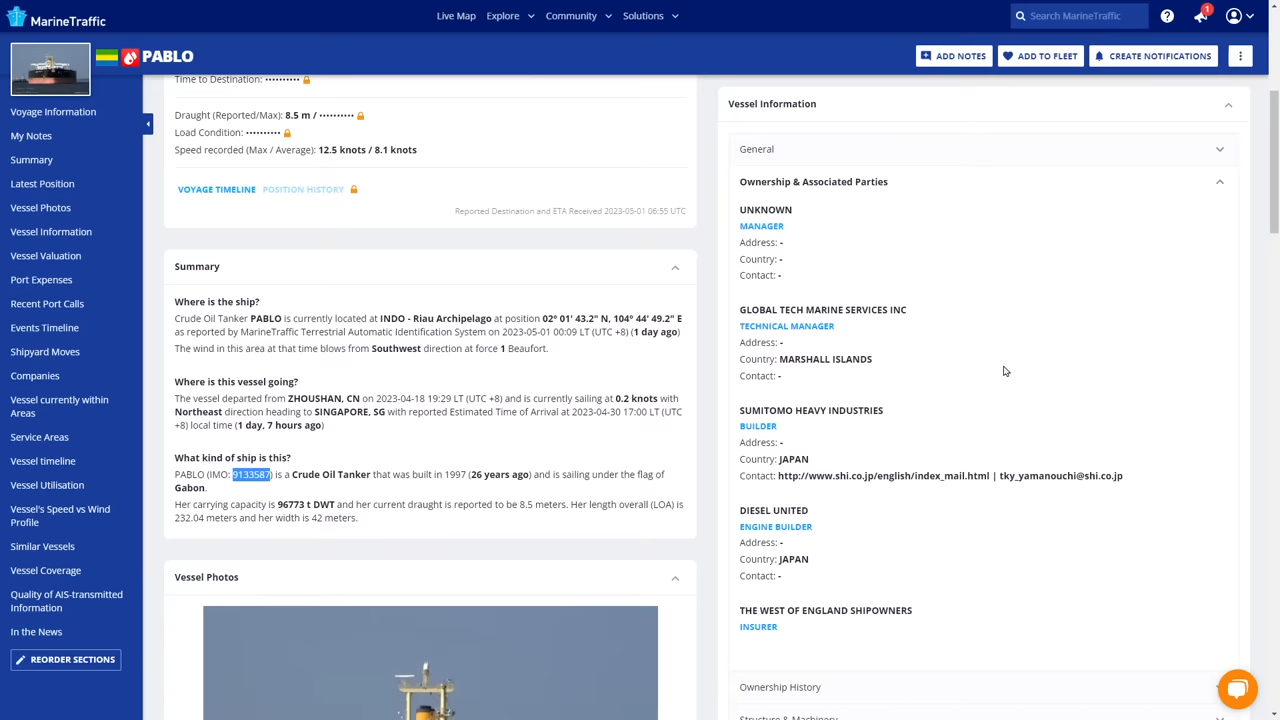 MarineTraffic
Live Map
Explore
Community
Solutions
Search MarineTraffic
1
PABLO
ADD NOTES
ADD TO FLEET
CREATE NOTIFICATIONS
Voyage Information
My Notes
Summary
Latest Position
Vessel Photos
Vessel Information
Vessel Valuation
Port Expenses
Recent Port Calls
Events Timeline
Shipyard Moves
Companies
Vessel currently within
Areas
Service Areas
Vessel timeline
Vessel Utilisation
Vessel's Speed vs Wind
Profile
Similar Vessels
Vessel Coverage
Quality of AIS-transmitted
Information
In the News
REORDER SECTIONS
Time to Destination: ••••••••••
Draught (Reported/Max): 8.5 m / ••••••••••
Load Condition: ••••••••••
Speed recorded (Max / Average): 12.5 knots / 8.1 knots
VOYAGE TIMELINE POSITION HISTORY
Reported Destination and ETA Received 2023-05-01 06:55 UTC
Summary
Where is the ship?
Crude Oil Tanker PABLO is currently located at INDO - Riau Archipelago at position 02° 01' 43.2" N, 104° 44' 49.2" E
as reported by MarineTraffic Terrestrial Automatic Identification System on 2023-05-01 00:09 LT (UTC +8) (1 day ago)
The wind in this area at that time blows from Southwest direction at force 1 Beaufort.
Where is this vessel going?
The vessel departed from ZHOUSHAN, CN on 2023-04-18 19:29 LT (UTC +8) and is currently sailing at 0.2 knots with
Northeast direction heading to SINGAPORE, SG with reported Estimated Time of Arrival at 2023-04-30 17:00 LT (UTC
+8) local time (1 day, 7 hours ago)
What kind of ship is this?
PABLO (IMO: 9133587) is a Crude Oil Tanker that was built in 1997 (26 years ago) and is sailing under the flag of
Gabon.
Her carrying capacity is 96773 t DWT and her current draught is reported to be 8.5 meters. Her length overall (LOA) is
232.04 meters and her width is 42 meters.
Vessel Photos
Vessel Information
General
Ownership & Associated Parties
UNKNOWN
MANAGER
Address: -
Country: -
Contact: -
GLOBAL TECH MARINE SERVICES INC
TECHNICAL MANAGER
Address: -
Country: MARSHALL ISLANDS
Contact: -
SUMITOMO HEAVY INDUSTRIES
BUILDER
Address: -
Country: JAPAN
Contact: http://www.shi.co.jp/english/index_mail.html | tky_yamanouchi@shi.co.jp
DIESEL UNITED
ENGINE BUILDER
Address: -
Country: JAPAN
Contact: -
THE WEST OF ENGLAND SHIPOWNERS
INSURER
Ownership History
Structure & Machinery